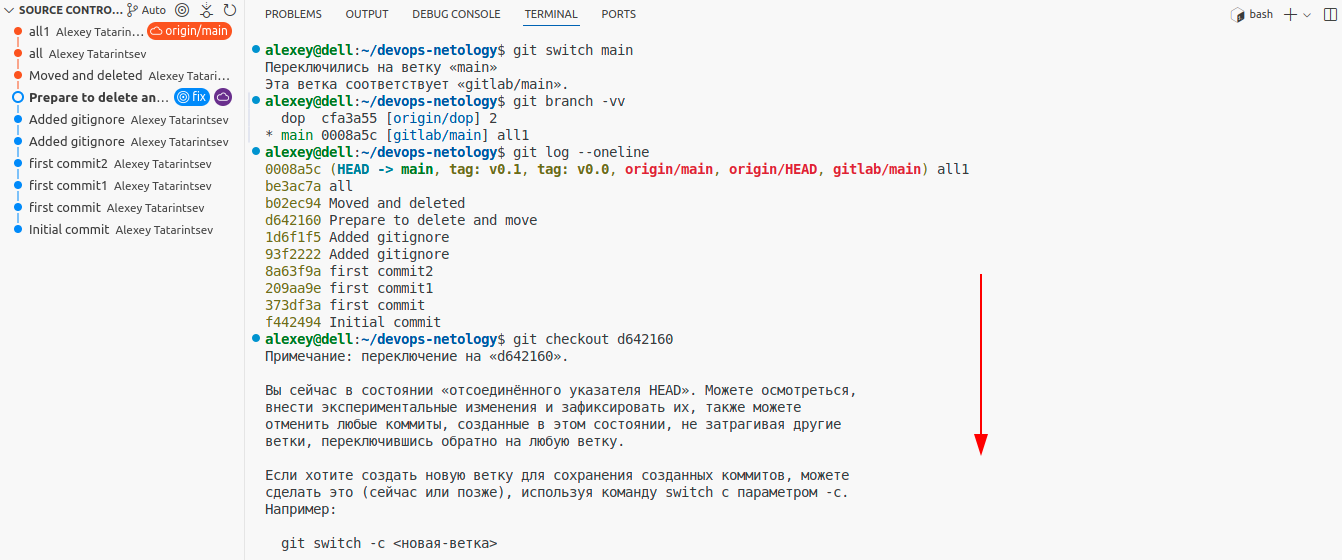 SOURCE CONTRO... Auto
all1 Alexey Tatarin... origin/main
all Alexey Tatarintsev
Moved and deleted Alexey Tatarintse...
Prepare to delete an... fix
Added gitignore Alexey Tatarintsev
Added gitignore Alexey Tatarintsev
first commit2 Alexey Tatarintsev
first commit1 Alexey Tatarintsev
first commit Alexey Tatarintsev
Initial commit Alexey Tatarintsev
PROBLEMS OUTPUT DEBUG CONSOLE TERMINAL PORTS
bash
alexey@dell:~/devops-netology$ git switch main
Переключились на ветку «main»
Эта ветка соответствует «gitlab/main».
alexey@dell:~/devops-netology$ git branch -vv
dop cfa3a55 [origin/dop] 2
* main 0008a5c [gitlab/main] all1
alexey@dell:~/devops-netology$ git log --oneline
0008a5c (HEAD -> main, tag: v0.1, tag: v0.0, origin/main, origin/HEAD, gitlab/main) all1
be3ac7a all
b02ec94 Moved and deleted
d642160 Prepare to delete and move
1d6f1f5 Added gitignore
93f2222 Added gitignore
8a63f9a first commit2
209aa9e first commit1
373df3a first commit
f442494 Initial commit
alexey@dell:~/devops-netology$ git checkout d642160
Примечание: переключение на «d642160».
Вы сейчас в состоянии «отсоединённого указателя HEAD». Можете осмотреться,
внести экспериментальные изменения и зафиксировать их, также можете
отменить любые коммиты, созданные в этом состоянии, не затрагивая другие
ветки, переключившись обратно на любую ветку.
Если хотите создать новую ветку для сохранения созданных коммитов, можете
сделать это (сейчас или позже), используя команду switch с параметром -c.
Например:
git switch -c <новая-ветка>